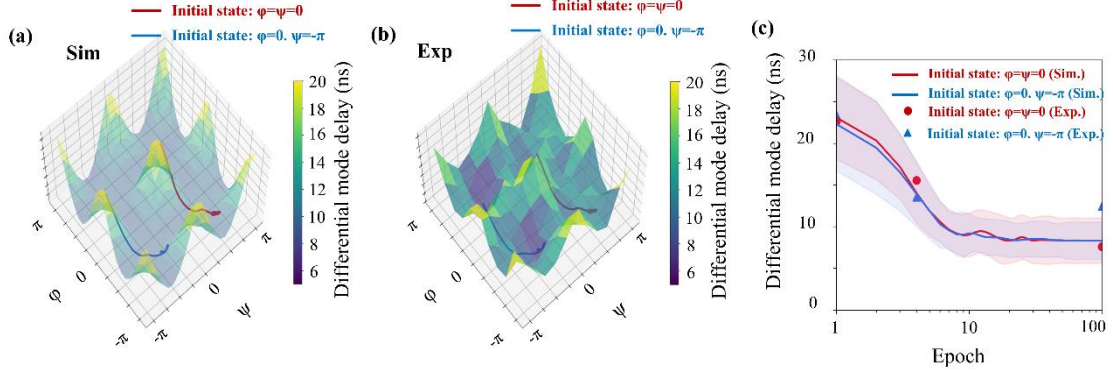 Initial state: φ=ψ=0
Initial state: φ=0. ψ=-π
(a)
Sim
Differential mode delay (ns)
20
18
16
14
12
10
8
6
π
0
-π
φ
-π
0
π
ψ
Initial state: φ=ψ=0
Initial state: φ=0. ψ=-π
(b)
Exp
Differential mode delay (ns)
20
18
16
14
12
10
8
6
π
0
-π
φ
-π
0
π
ψ
(c)
Differential mode delay (ns)
30
20
10
0
1
10
100
Epoch
Initial state: φ=ψ=0 (Sim.)
Initial state: φ=0. ψ=-π (Sim.)
Initial state: φ=ψ=0 (Exp.)
Initial state: φ=0. ψ=-π (Exp.)